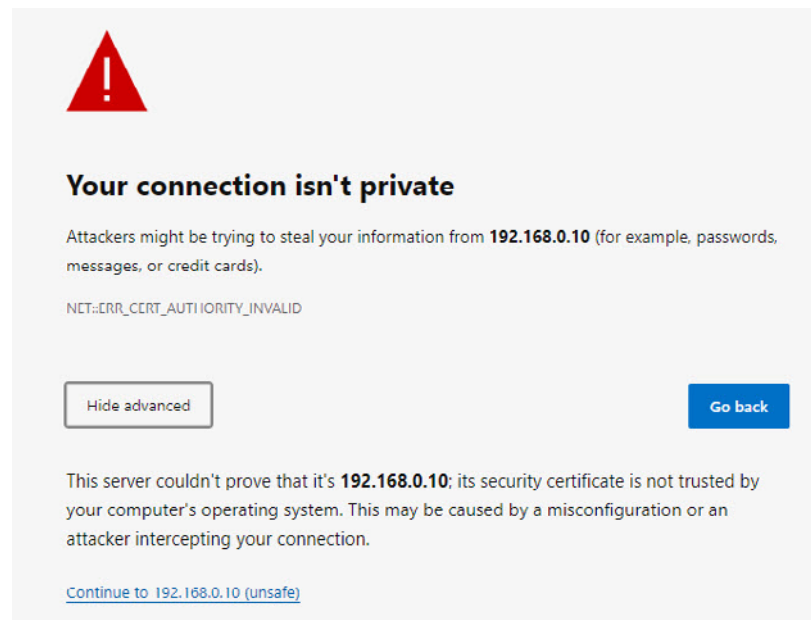 Your connection isn't private
Attackers might be trying to steal your information from 192.168.0.10 (for example, passwords,
messages, or credit cards).
NET::ERR_CERT_AUTHORITY_INVALID
Hide advanced
Go back
This server couldn't prove that it's 192.168.0.10; its security certificate is not trusted by
your computer's operating system. This may be caused by a misconfiguration or an
attacker intercepting your connection.
Continue to 192.168.0.10 (unsafe)